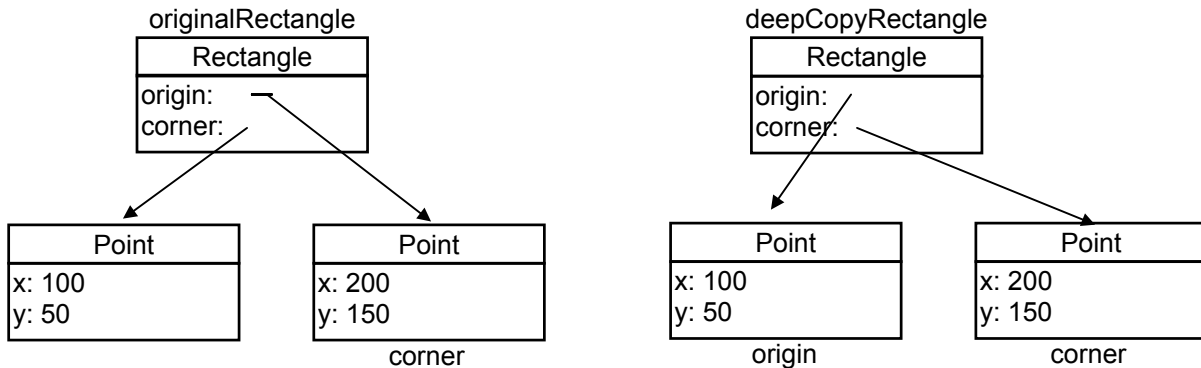 originalRectangle
Rectangle
origin:
corner:
Point
x: 100
y: 50
Point
x: 200
y: 150
corner
deepCopyRectangle
Rectangle
origin:
corner:
Point
x: 100
y: 50
origin
Point
x: 200
y: 150
corner